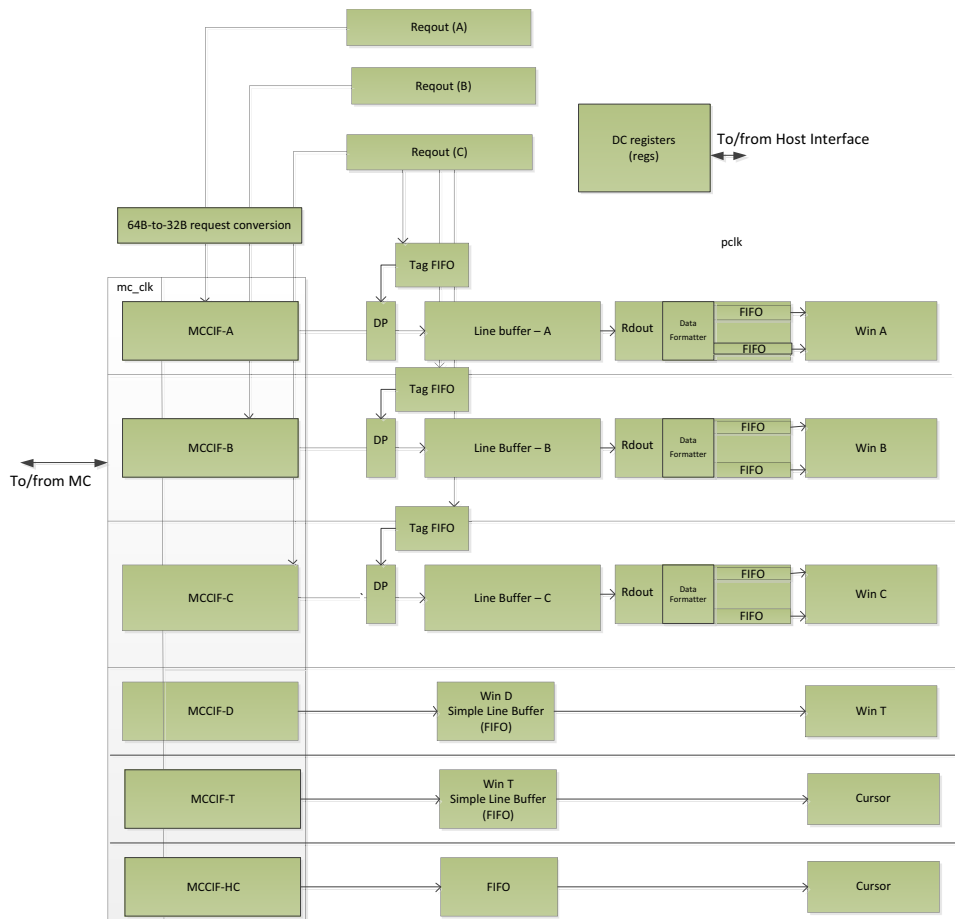 Reqout (A)
Reqout (B)
Reqout (C)
DC registers
(regs)
To/from Host Interface
64B-to-32B request conversion
pclk
mc_clk
Tag FIFO
MCCIF-A
DP
Line buffer – A
Rdout
Data
Formatter
FIFO
FIFO
Win A
Tag FIFO
MCCIF-B
DP
Line Buffer – B
Rdout
Data
Formatter
FIFO
FIFO
Win B
To/from MC
Tag FIFO
MCCIF-C
DP
Line Buffer – C
Rdout
Data
Formatter
FIFO
FIFO
Win C
MCCIF-D
Win D
Simple Line Buffer
(FIFO)
Win T
MCCIF-T
Win T
Simple Line Buffer
(FIFO)
Cursor
MCCIF-HC
FIFO
Cursor